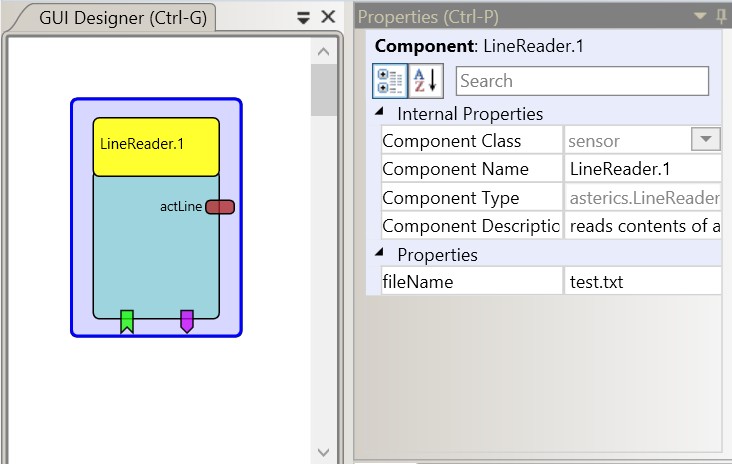 GUI Designer (Ctrl-G)
LineReader.1
actLine
Properties (Ctrl-P)
Component: LineReader.1
A
Z
Search
Internal Properties
Component Class sensor
Component Name LineReader.1
Component Type asterics.LineReader
Component Descriptic reads contents of a
Properties
fileName test.txt